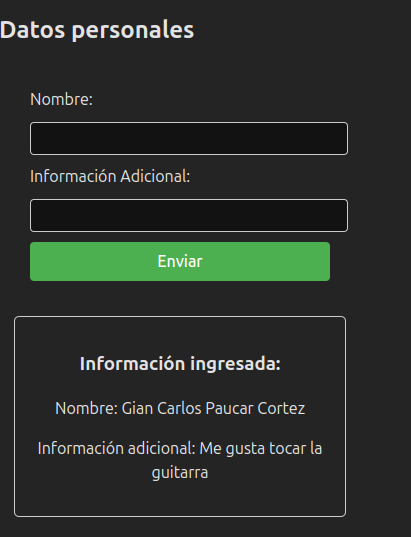 Datos personales
Nombre:
Información Adicional:
Enviar
Información ingresada:
Nombre: Gian Carlos Paucar Cortez
Información adicional: Me gusta tocar la
guitarra